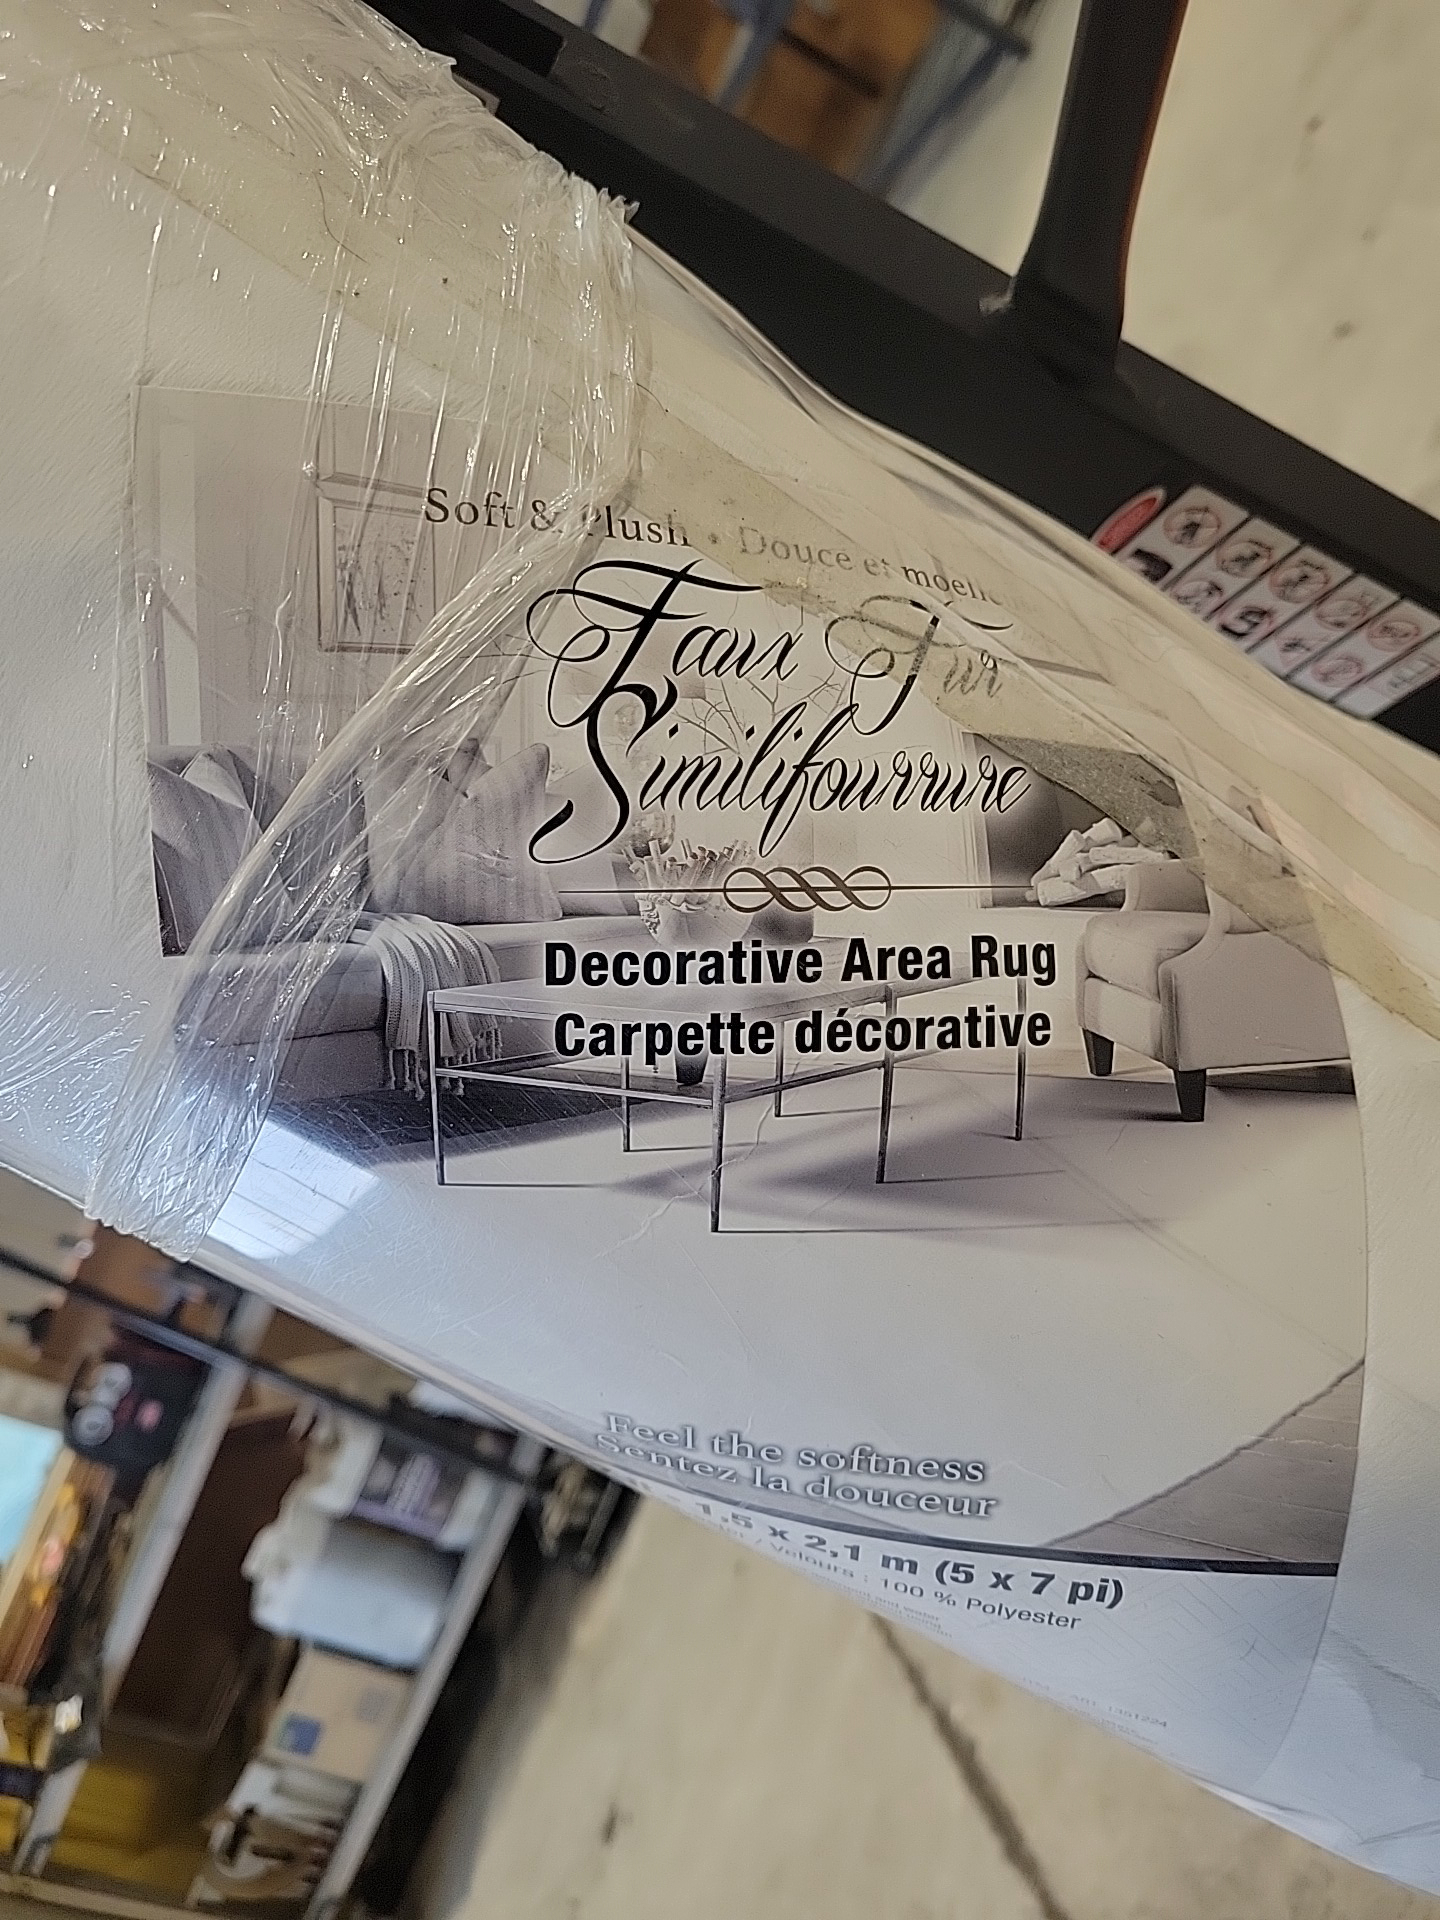 Soft & Plush • Douce et
Faux Fur
Similifourrure
Decorative Area Rug
Carpette décorative
Feel the softness
Sentez la douceur
1,5 x 2,1 m (5 x 7 pi)
/ Velours : 100 % Polyester